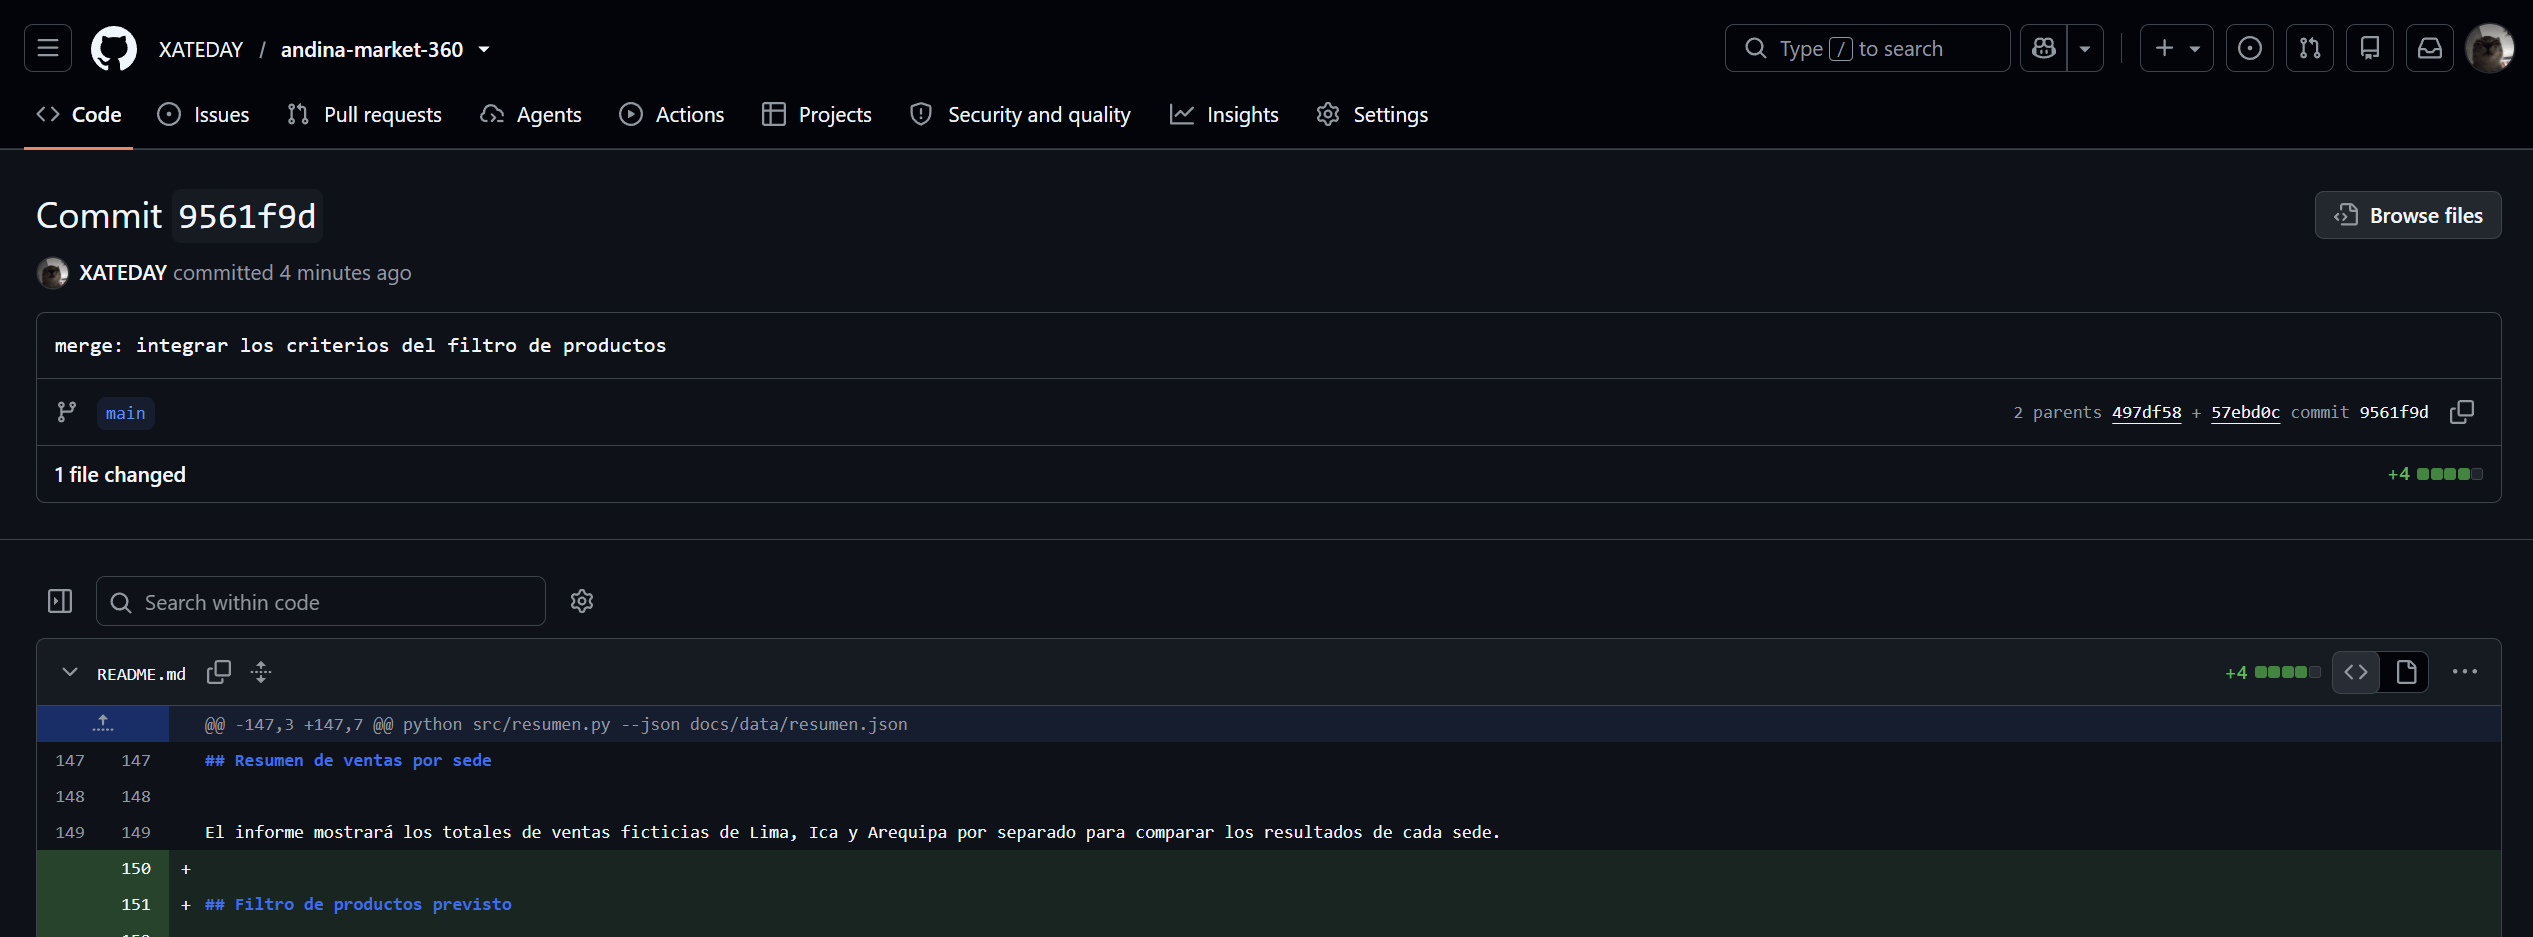 XATEDAY / andina-market-360
Type / to search
Code Issues Pull requests Agents Actions Projects Security and quality Insights Settings
Commit 9561f9d
Browse files
XATEDAY committed 4 minutes ago
merge: integrar los criterios del filtro de productos
main
2 parents 497df58 + 57ebd0c commit 9561f9d
1 file changed
+4
Search within code
README.md
+4
@@ -147,3 +147,7 @@ python src/resumen.py --json docs/data/resumen.json
147 147 ## Resumen de ventas por sede
148 148
149 149 El informe mostrará los totales de ventas ficticias de Lima, Ica y Arequipa por separado para comparar los resultados de cada sede.
150 +
151 + ## Filtro de productos previsto